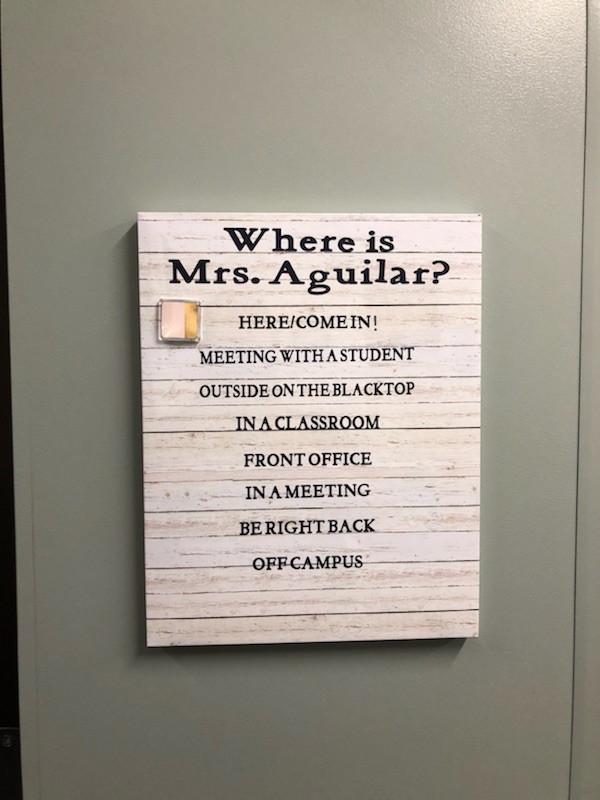 Where is
Mrs. Aguilar?
HERE/COME IN!
MEETING WITH A STUDENT
OUTSIDE ON THE BLACKTOP
IN A CLASSROOM
FRONT OFFICE
IN A MEETING
BE RIGHT BACK
OFF CAMPUS